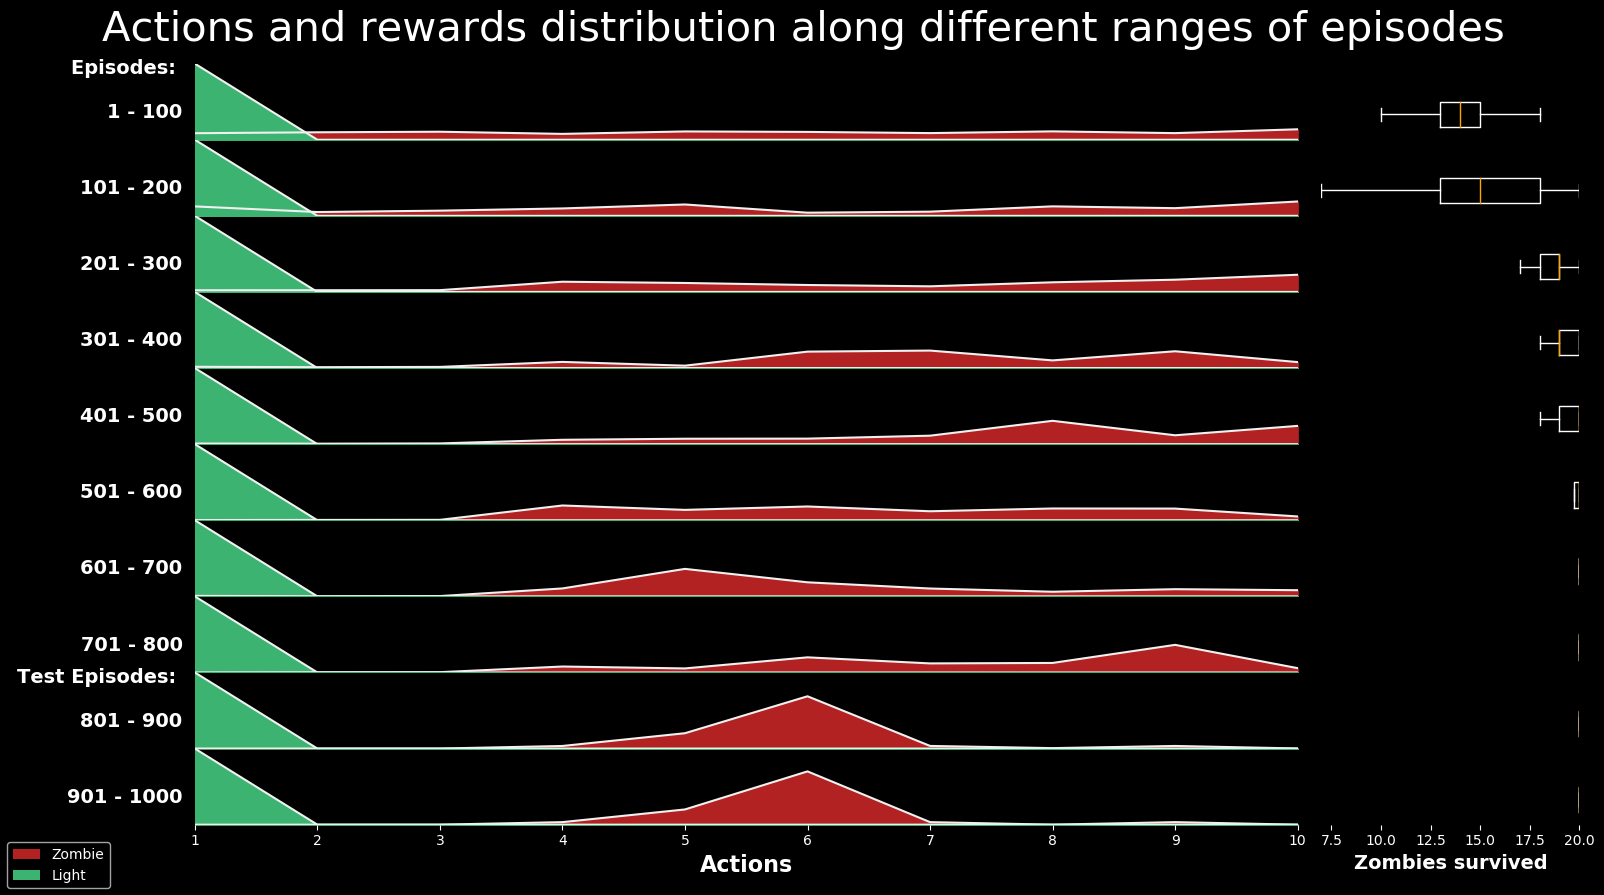 Actions and rewards distribution along different ranges of episodes
Episodes:
1 - 100
101 - 200
201 - 300
301 - 400
401 - 500
501 - 600
601 - 700
701 - 800
Test Episodes:
801 - 900
901 - 1000
1 2 3 4 5 6 7 8 9 10 7.5 10.0 12.5 15.0 17.5 20.0
Actions
Zombies survived
Zombie
Light